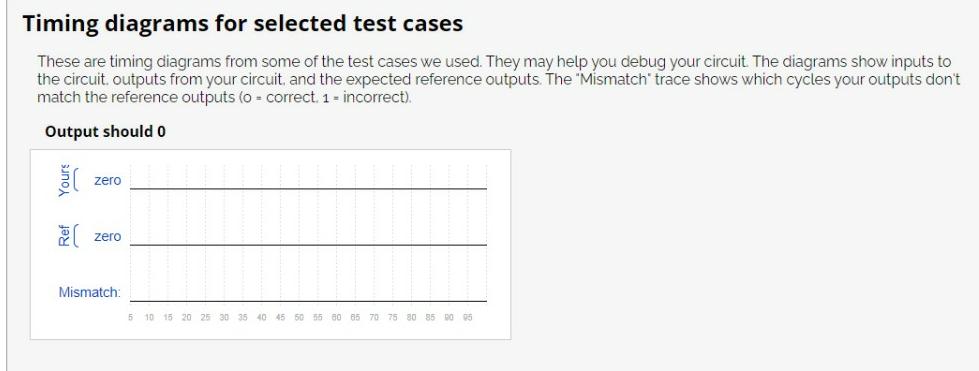 Timing diagrams for selected test cases
These are timing diagrams from some of the test cases we used. They may help you debug your circuit. The diagrams show inputs to
the circuit, outputs from your circuit, and the expected reference outputs. The "Mismatch" trace shows which cycles your outputs don't
match the reference outputs (0 = correct, 1 = incorrect).
Output should 0
Yours zero
Ref zero
Mismatch:
5 10 15 20 25 30 35 40 45 50 55 60 65 70 75 80 85 90 95